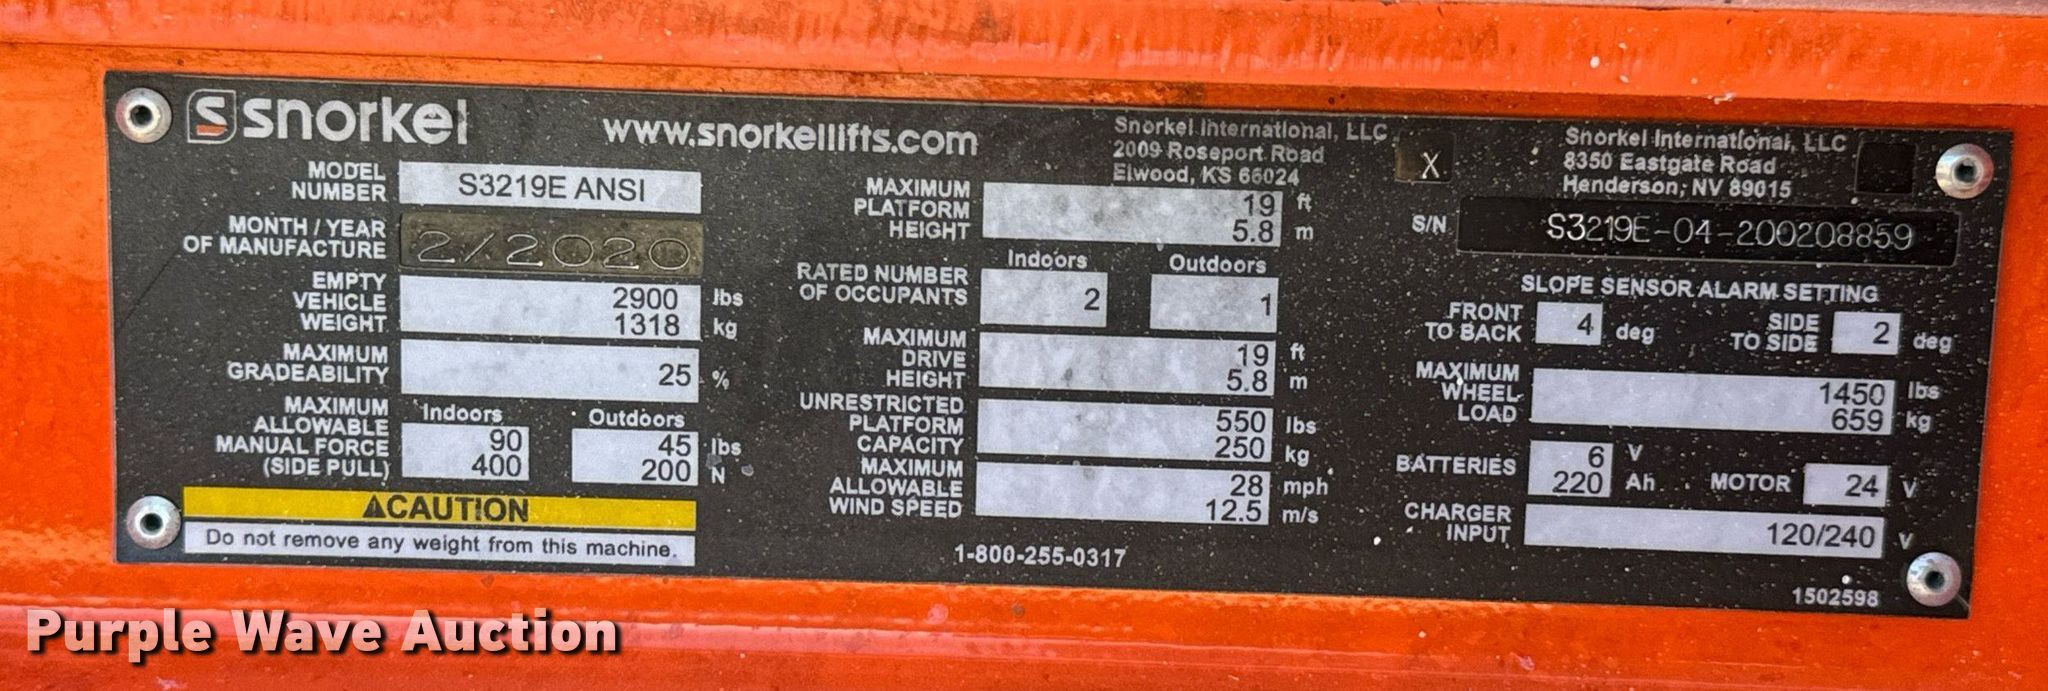 snorkel
www.snorkellifts.com
Snorkel International, LLC
2009 Roseport Road
Elwood, KS 66024
X
Snorkel International, LLC
8350 Eastgate Road
Henderson, NV 89015
MODEL
NUMBER
S3219E ANSI
MONTH / YEAR
OF MANUFACTURE
2/2020
EMPTY
VEHICLE
WEIGHT
2900 lbs
1318 kg
MAXIMUM
GRADEABILITY
25 %
MAXIMUM
ALLOWABLE
MANUAL FORCE
(SIDE PULL)
Indoors
90
400
Outdoors
45 lbs
200 N
⚠CAUTION
Do not remove any weight from this machine.
MAXIMUM
PLATFORM
HEIGHT
19 ft
5.8 m
RATED NUMBER
OF OCCUPANTS
Indoors
2
Outdoors
1
MAXIMUM
DRIVE
HEIGHT
19 ft
5.8 m
UNRESTRICTED
PLATFORM
CAPACITY
550 lbs
250 kg
MAXIMUM
ALLOWABLE
WIND SPEED
28 mph
12.5 m/s
1-800-255-0317
S/N
S3219E-04-200208859
SLOPE SENSOR ALARM SETTING
FRONT
TO BACK
4 deg
SIDE
TO SIDE
2 deg
MAXIMUM
WHEEL
LOAD
1450 lbs
659 kg
BATTERIES
6 V
220 Ah
MOTOR 24 V
CHARGER
INPUT
120/240 V
1502598
Purple Wave Auction